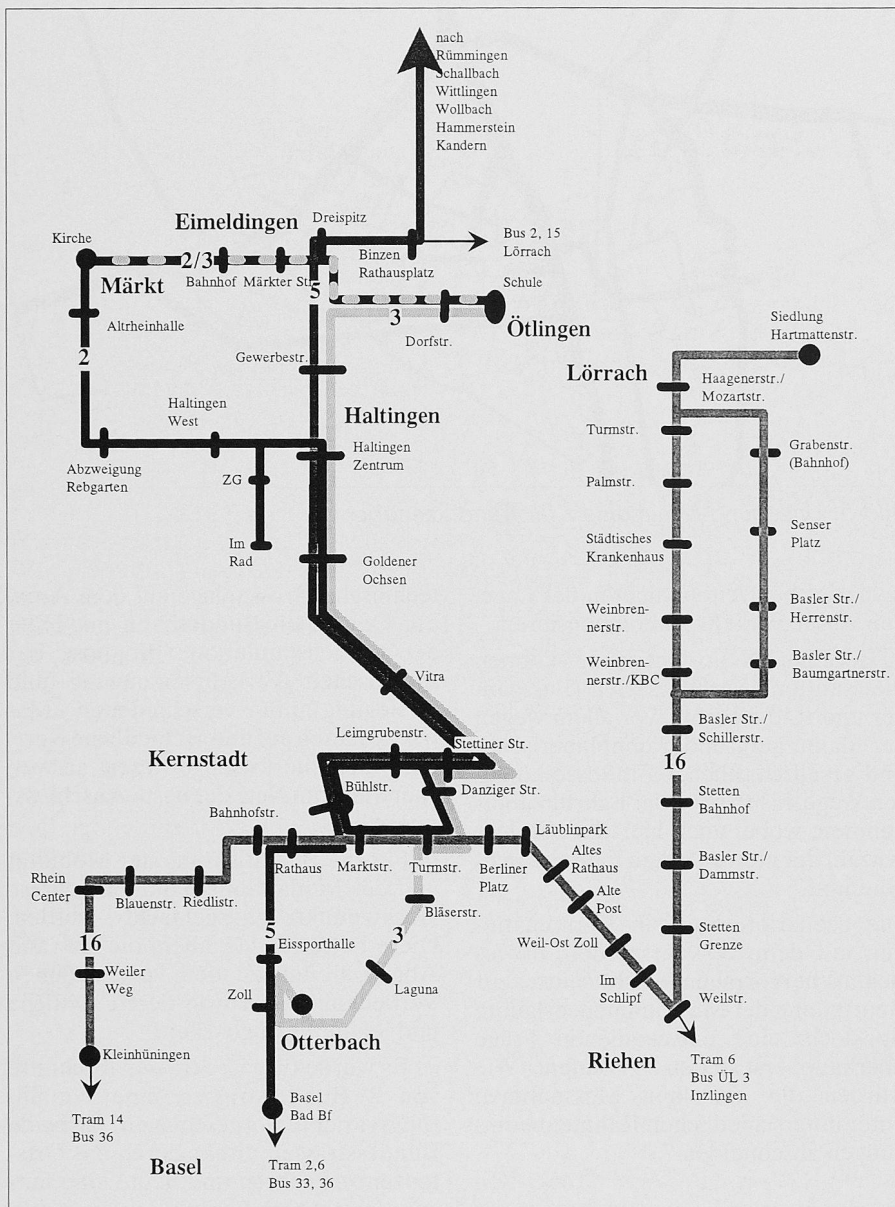 nach
Rümmingen
Schallbach
Wittlingen
Wollbach
Hammerstein
Kandern
Dreispitz
Eimeldingen
Kirche
2/3
Binzen
Rathausplatz
Bus 2, 15
Lörrach
Märkt
Bahnhof
Märkter Str.
5
Schule
3
Ötlingen
Altrheinhalle
Dorfstr.
Siedlung
Hartmattenstr.
2
Gewerbestr.
Lörrach
Haagenerstr./
Mozartstr.
Haltingen
West
Haltingen
Turmstr.
Haltingen
Zentrum
Grabenstr.
(Bahnhof)
Abzweigung
Rebgarten
ZG
Palmstr.
Im
Rad
Goldener
Ochsen
Städtisches
Krankenhaus
Senser
Platz
Weinbren-
nerstr.
Basler Str./
Herrenstr.
Vitra
Weinbren-
nerstr./KBC
Basler Str./
Baumgartnerstr.
Leimgrubenstr.
Stettiner Str.
Basler Str./
Schillerstr.
Kernstadt
16
Bühlstr.
Danziger Str.
Stetten
Bahnhof
Bahnhofstr.
Läublinpark
Rathaus
Marktstr.
Turmstr.
Berliner
Platz
Altes
Rathaus
Basler Str./
Dammstr.
Rhein
Center
Blauenstr.
Riedlistr.
Bläserstr.
Alte
Post
5
3
Stetten
Grenze
16
Eissporthalle
Weil-Ost Zoll
Weiler
Weg
Zoll
Laguna
Im
Schlipf
Weilstr.
Otterbach
Kleinhüningen
Riehen
Tram 6
Bus ÜL 3
Inzlingen
Basel
Bad Bf
Tram 14
Bus 36
Basel
Tram 2,6
Bus 33, 36